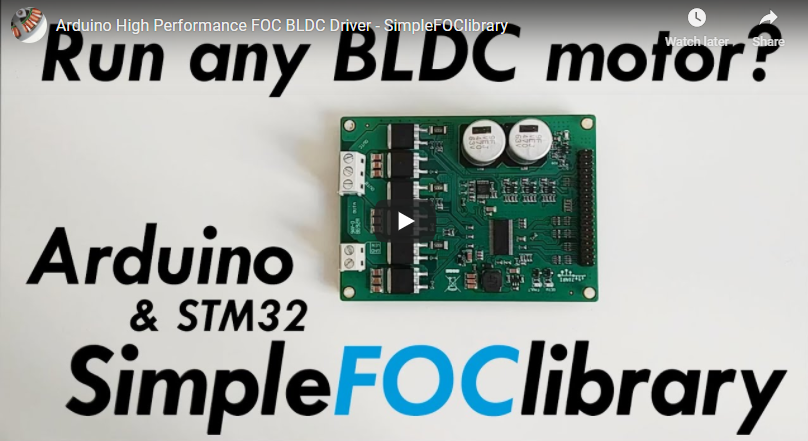 Arduino High Performance FOC BLDC Driver - SimpleFOClibrary
Watch later
Share
Run any BLDC motor?
Arduino
& STM32
SimpleFOClibrary